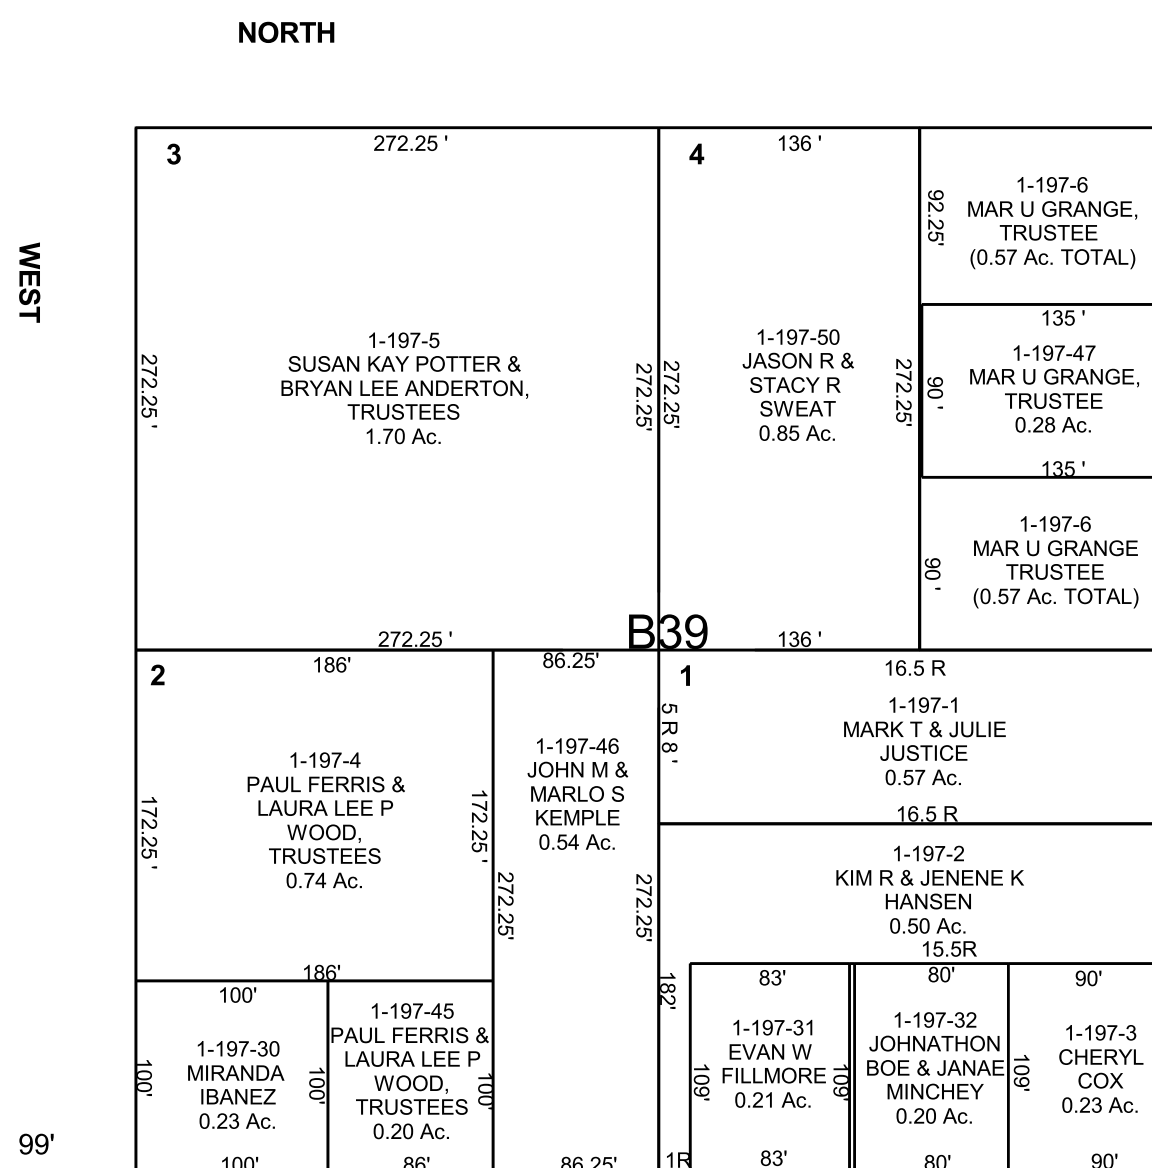 NORTH
WEST
3
272.25 '
272.25 '
1-197-5
SUSAN KAY POTTER &
BRYAN LEE ANDERTON,
TRUSTEES
1.70 Ac.
272.25'
272.25 '
4
136 '
272.25'
1-197-50
JASON R &
STACY R
SWEAT
0.85 Ac.
272.25'
136 '
92.25'
1-197-6
MAR U GRANGE,
TRUSTEE
(0.57 Ac. TOTAL)
135 '
90 '
1-197-47
MAR U GRANGE,
TRUSTEE
0.28 Ac.
135 '
90 '
1-197-6
MAR U GRANGE
TRUSTEE
(0.57 Ac. TOTAL)
B39
2
186'
172.25 '
1-197-4
PAUL FERRIS &
LAURA LEE P
WOOD,
TRUSTEES
0.74 Ac.
172.25 '
186'
86.25'
1-197-46
JOHN M &
MARLO S
KEMPLE
0.54 Ac.
272.25'
272.25'
86.25'
1
16.5 R
5 R 8 '
1-197-1
MARK T & JULIE
JUSTICE
0.57 Ac.
16.5 R
1-197-2
KIM R & JENENE K
HANSEN
0.50 Ac.
15.5R
182'
1R
100'
100'
1-197-30
MIRANDA
IBANEZ
0.23 Ac.
100'
100'
1-197-45
PAUL FERRIS &
LAURA LEE P
WOOD,
TRUSTEES
0.20 Ac.
100'
86'
83'
109'
1-197-31
EVAN W
FILLMORE
0.21 Ac.
109'
83'
80'
1-197-32
JOHNATHON
BOE & JANAE
MINCHEY
0.20 Ac.
109'
80'
90'
1-197-3
CHERYL
COX
0.23 Ac.
90'
99'